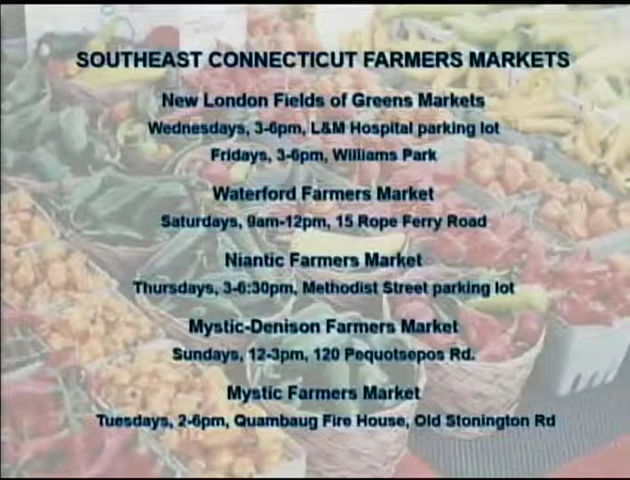 SOUTHEAST CONNECTICUT FARMERS MARKETS
New London Fields of Greens Markets
Wednesdays, 3-6pm, L&M Hospital parking lot
Fridays, 3-6pm, Williams Park
Waterford Farmers Market
Saturdays, 9am-12pm, 15 Rope Ferry Road
Niantic Farmers Market
Thursdays, 3-6:30pm, Methodist Street parking lot
Mystic-Denison Farmers Market
Sundays, 12-3pm, 120 Pequotsepos Rd.
Mystic Farmers Market
Tuesdays, 2-6pm, Quambaug Fire House, Old Stonington Rd